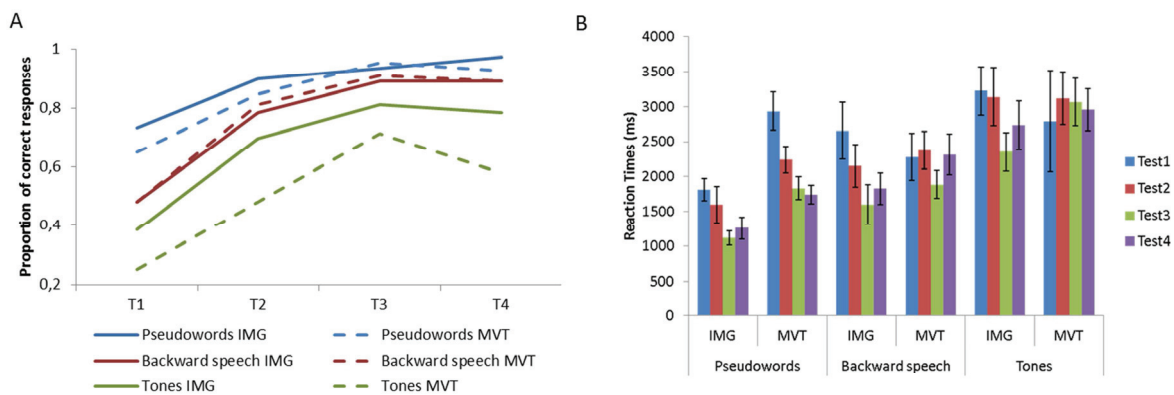 A
Proportion of correct responses
1
0,8
0,6
0,4
0,2
T1 T2 T3 T4
Pseudowords IMG Pseudowords MVT
Backward speech IMG Backward speech MVT
Tones IMG Tones MVT
B
Reaction Times (ms)
4000
3500
3000
2500
2000
1500
1000
500
0
IMG MVT IMG MVT IMG MVT
Pseudowords Backward speech Tones
Test1
Test2
Test3
Test4